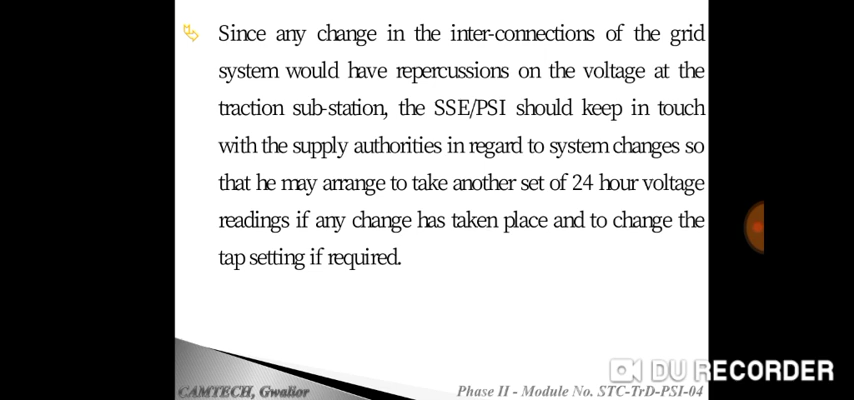 Since any change in the inter-connections of the grid
system would have repercussions on the voltage at the
traction sub-station, the SSE/PSI should keep in touch
with the supply authorities in regard to system changes so
that he may arrange to take another set of 24 hour voltage
readings if any change has taken place and to change the
tap setting if required.
DU RECORDER
CAMTECH, Gwalior
Phase II - Module No. STC-TrD-PSI-04